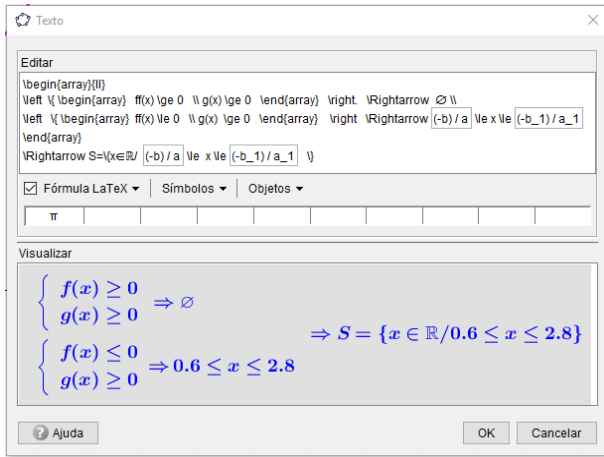 Texto
Editar
\begin{array}{ll}
\left \{ \begin{array} ff(x) \ge 0 \\ g(x) \ge 0 \end{array} \right. \Rightarrow ∅ \\
\left \{ \begin{array} ff(x) \le 0 \\ g(x) \ge 0 \end{array} \right \Rightarrow (-b) / a \le x \le (-b_1) / a_1
\end{array}
\Rightarrow S=\{x∈ℝ/ (-b) / a \le x \le (-b_1) / a_1 \}
Fórmula LaTeX Símbolos Objetos
π
Visualizar
f(x) ≥ 0
g(x) ≥ 0
⇒ ∅
f(x) ≤ 0
g(x) ≥ 0
⇒ 0.6 ≤ x ≤ 2.8
⇒ S = {x ∈ ℝ/0.6 ≤ x ≤ 2.8}
Ajuda OK Cancelar